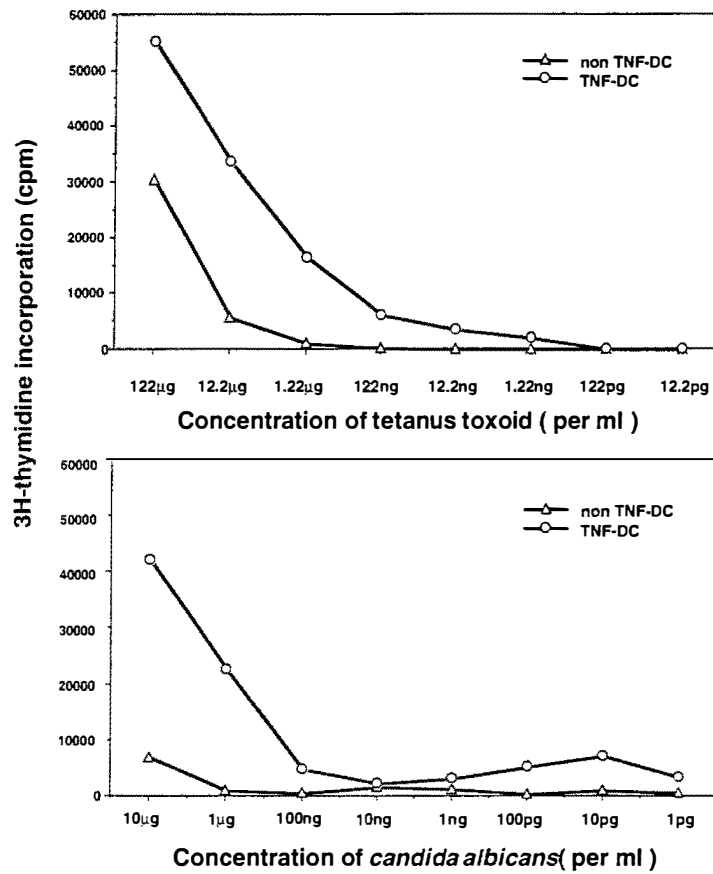 3H-thymidine incorporation (cpm)
60000
50000
40000
30000
20000
10000
0
non TNF-DC
TNF-DC
122µg 12.2µg 1.22µg 122ng 12.2ng 1.22ng 122pg 12.2pg
Concentration of tetanus toxoid ( per ml )
60000
50000
40000
30000
20000
10000
0
non TNF-DC
TNF-DC
10µg 1µg 100ng 10ng 1ng 100pg 10pg 1pg
Concentration of candida albicans( per ml )